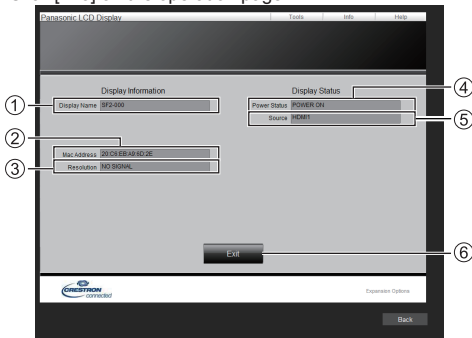 Panasonic LCD Display
Tools
Info
Help
Display Information
Display Status
④
①
Display Name
SF2-000
Power Status
POWER ON
Source
HDMI1
⑤
②
Mac Address
20:C6:EB:A8:6D:2E
③
Resolution
NO SIGNAL
Exit
⑥
CRESTRON
connected
Expansion Options
Back